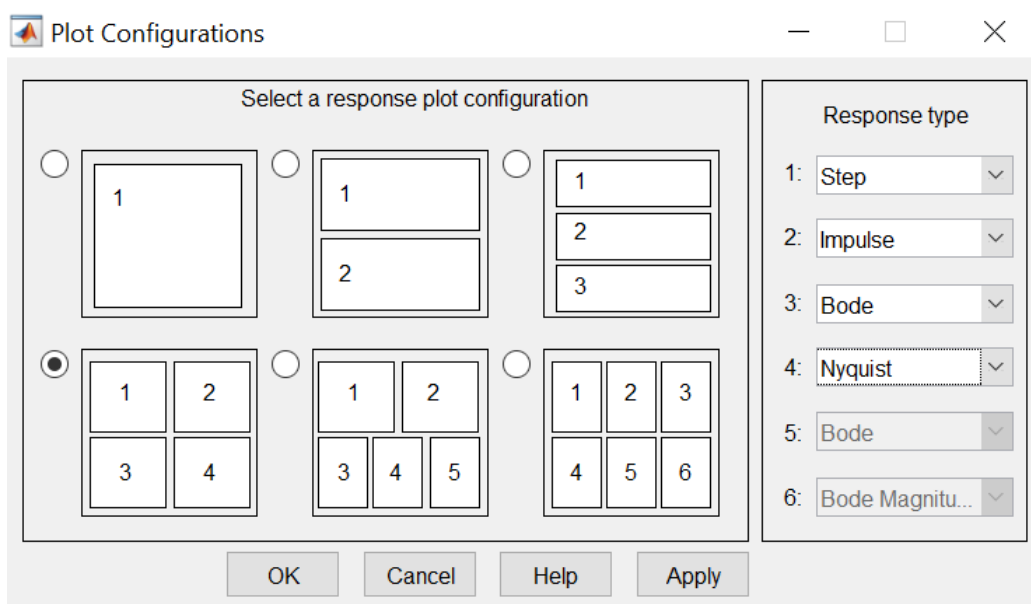 Plot Configurations
Select a response plot configuration
1
1
2
1
2
3
1 2
3 4
1 2
3 4 5
1 2 3
4 5 6
Response type
1: Step
2: Impulse
3: Bode
4: Nyquist
5: Bode
6: Bode Magnitu...
OK Cancel Help Apply